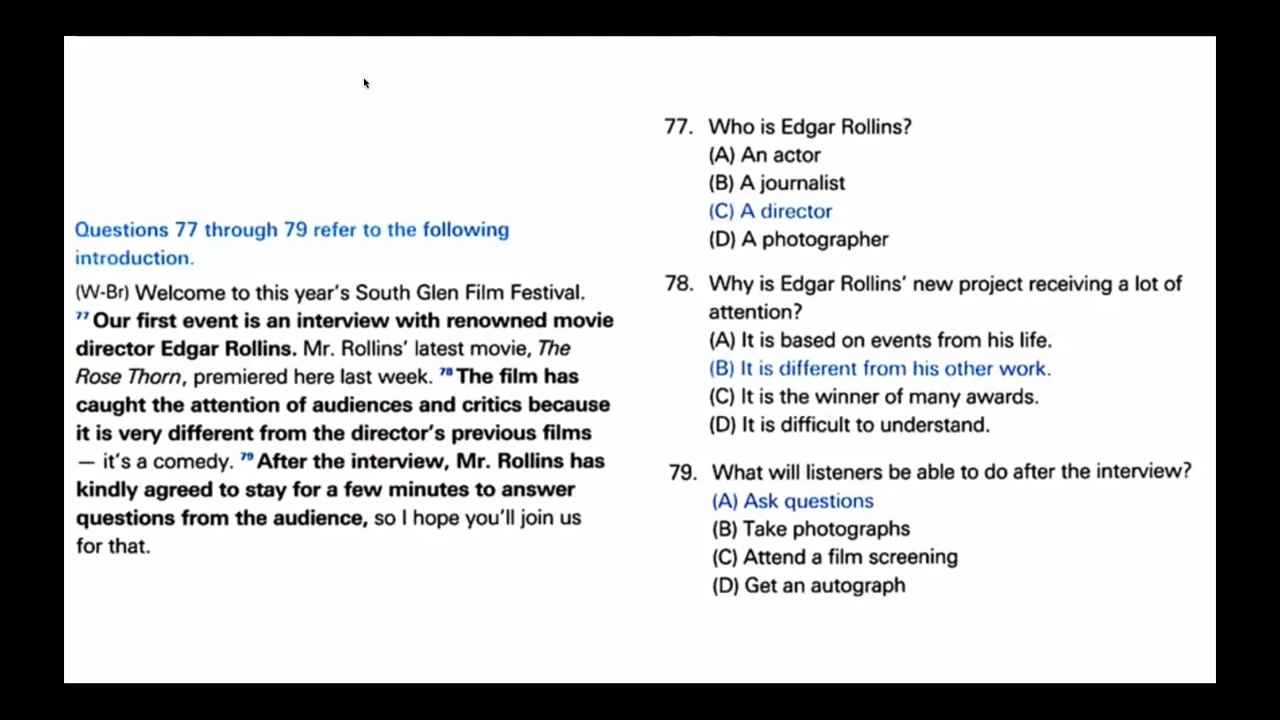 Questions 77 through 79 refer to the following
introduction.
(W-Br) Welcome to this year's South Glen Film Festival.
77 Our first event is an interview with renowned movie
director Edgar Rollins. Mr. Rollins' latest movie, The
Rose Thorn, premiered here last week. 78 The film has
caught the attention of audiences and critics because
it is very different from the director's previous films
— it's a comedy. 79 After the interview, Mr. Rollins has
kindly agreed to stay for a few minutes to answer
questions from the audience, so I hope you'll join us
for that.
77. Who is Edgar Rollins?
(A) An actor
(B) A journalist
(C) A director
(D) A photographer
78. Why is Edgar Rollins' new project receiving a lot of
attention?
(A) It is based on events from his life.
(B) It is different from his other work.
(C) It is the winner of many awards.
(D) It is difficult to understand.
79. What will listeners be able to do after the interview?
(A) Ask questions
(B) Take photographs
(C) Attend a film screening
(D) Get an autograph